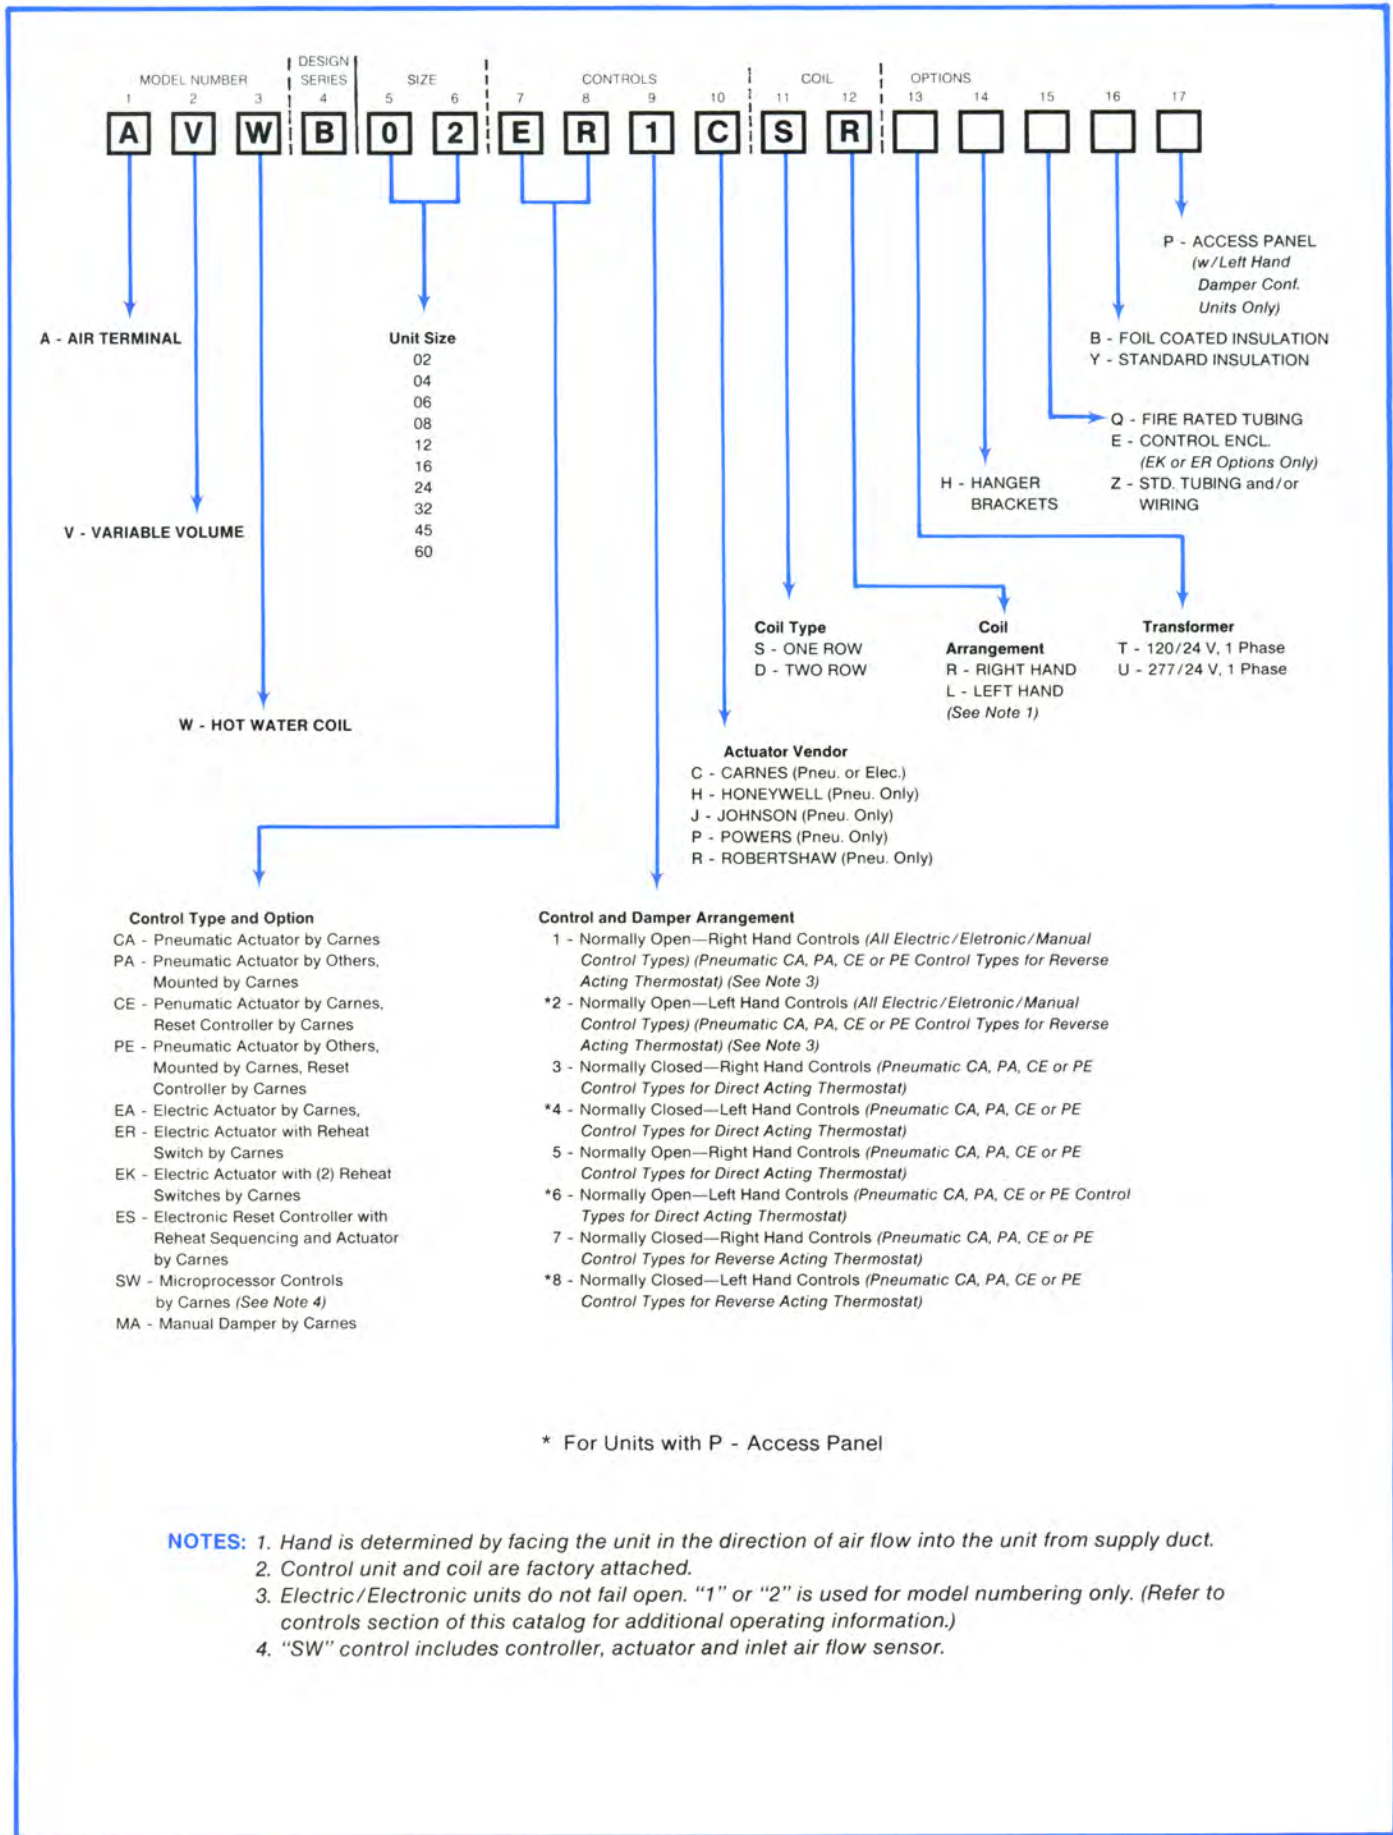 DESIGN
MODEL NUMBER SERIES SIZE CONTROLS COIL OPTIONS
1 2 3 4 5 6 7 8 9 10 11 12 13 14 15 16 17
A V W B 0 2 E R 1 C S R
P - ACCESS PANEL
(w/Left Hand
Damper Conf.
Units Only)
A - AIR TERMINAL
B - FOIL COATED INSULATION
Y - STANDARD INSULATION
Unit Size
02
04
06
08
12
16
24
32
45
60
Q - FIRE RATED TUBING
E - CONTROL ENCL.
(EK or ER Options Only)
Z - STD. TUBING and/or
WIRING
H - HANGER
BRACKETS
V - VARIABLE VOLUME
Coil Type
S - ONE ROW
D - TWO ROW
Coil
Arrangement
R - RIGHT HAND
L - LEFT HAND
(See Note 1)
Transformer
T - 120/24 V, 1 Phase
U - 277/24 V, 1 Phase
W - HOT WATER COIL
Actuator Vendor
C - CARNES (Pneu. or Elec.)
H - HONEYWELL (Pneu. Only)
J - JOHNSON (Pneu. Only)
P - POWERS (Pneu. Only)
R - ROBERTSHAW (Pneu. Only)
Control Type and Option
CA - Pneumatic Actuator by Carnes
PA - Pneumatic Actuator by Others,
Mounted by Carnes
CE - Penumatic Actuator by Carnes,
Reset Controller by Carnes
PE - Pneumatic Actuator by Others,
Mounted by Carnes, Reset
Controller by Carnes
EA - Electric Actuator by Carnes,
ER - Electric Actuator with Reheat
Switch by Carnes
EK - Electric Actuator with (2) Reheat
Switches by Carnes
ES - Electronic Reset Controller with
Reheat Sequencing and Actuator
by Carnes
SW - Microprocessor Controls
by Carnes (See Note 4)
MA - Manual Damper by Carnes
Control and Damper Arrangement
1 - Normally Open—Right Hand Controls (All Electric/Eletronic/Manual
Control Types) (Pneumatic CA, PA, CE or PE Control Types for Reverse
Acting Thermostat) (See Note 3)
*2 - Normally Open—Left Hand Controls (All Electric/Eletronic/Manual
Control Types) (Pneumatic CA, PA, CE or PE Control Types for Reverse
Acting Thermostat) (See Note 3)
3 - Normally Closed—Right Hand Controls (Pneumatic CA, PA, CE or PE
Control Types for Direct Acting Thermostat)
*4 - Normally Closed—Left Hand Controls (Pneumatic CA, PA, CE or PE
Control Types for Direct Acting Thermostat)
5 - Normally Open—Right Hand Controls (Pneumatic CA, PA, CE or PE
Control Types for Direct Acting Thermostat)
*6 - Normally Open—Left Hand Controls (Pneumatic CA, PA, CE or PE Control
Types for Direct Acting Thermostat)
7 - Normally Closed—Right Hand Controls (Pneumatic CA, PA, CE or PE
Control Types for Reverse Acting Thermostat)
*8 - Normally Closed—Left Hand Controls (Pneumatic CA, PA, CE or PE
Control Types for Reverse Acting Thermostat)
* For Units with P - Access Panel
NOTES: 1. Hand is determined by facing the unit in the direction of air flow into the unit from supply duct.
2. Control unit and coil are factory attached.
3. Electric/Electronic units do not fail open. "1" or "2" is used for model numbering only. (Refer to
controls section of this catalog for additional operating information.)
4. "SW" control includes controller, actuator and inlet air flow sensor.